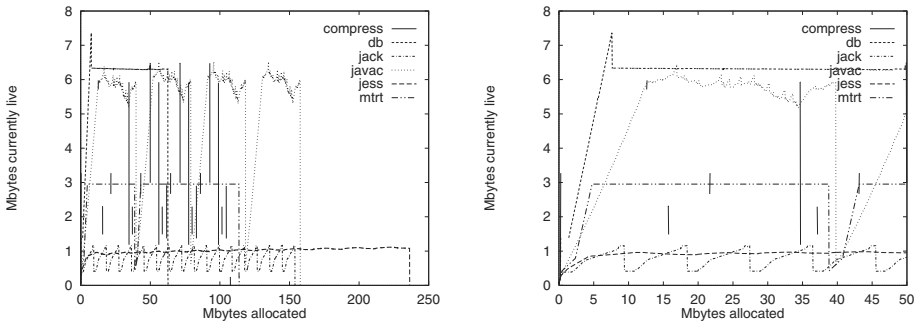 8
7
6
5
4
3
2
1
0
Mbytes currently live
0 50 100 150 200 250
Mbytes allocated
compress
db
jack
javac
jess
mtrt
8
7
6
5
4
3
2
1
0
Mbytes currently live
0 5 10 15 20 25 30 35 40 45 50
Mbytes allocated
compress
db
jack
javac
jess
mtrt